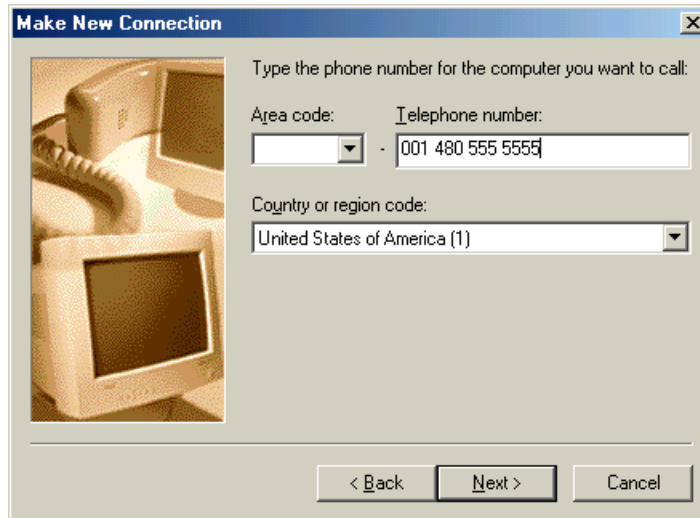 Make New Connection
Type the phone number for the computer you want to call:
Area code: Telephone number:
- 001 480 555 5555
Country or region code:
United States of America (1)
< Back Next > Cancel